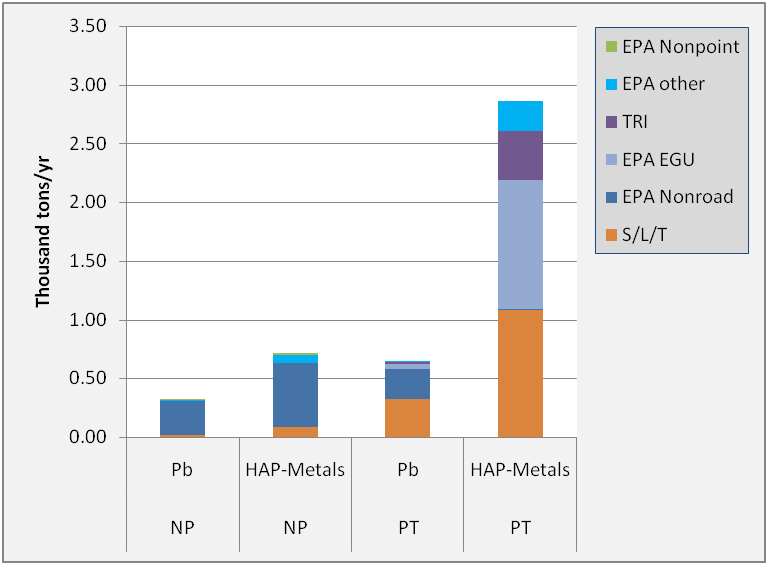 3.50
3.00
2.50
2.00
1.50
1.00
0.50
0.00
Thousand tons/yr
Pb HAP-Metals Pb HAP-Metals
NP NP PT PT
EPA Nonpoint
EPA other
TRI
EPA EGU
EPA Nonroad
S/L/T